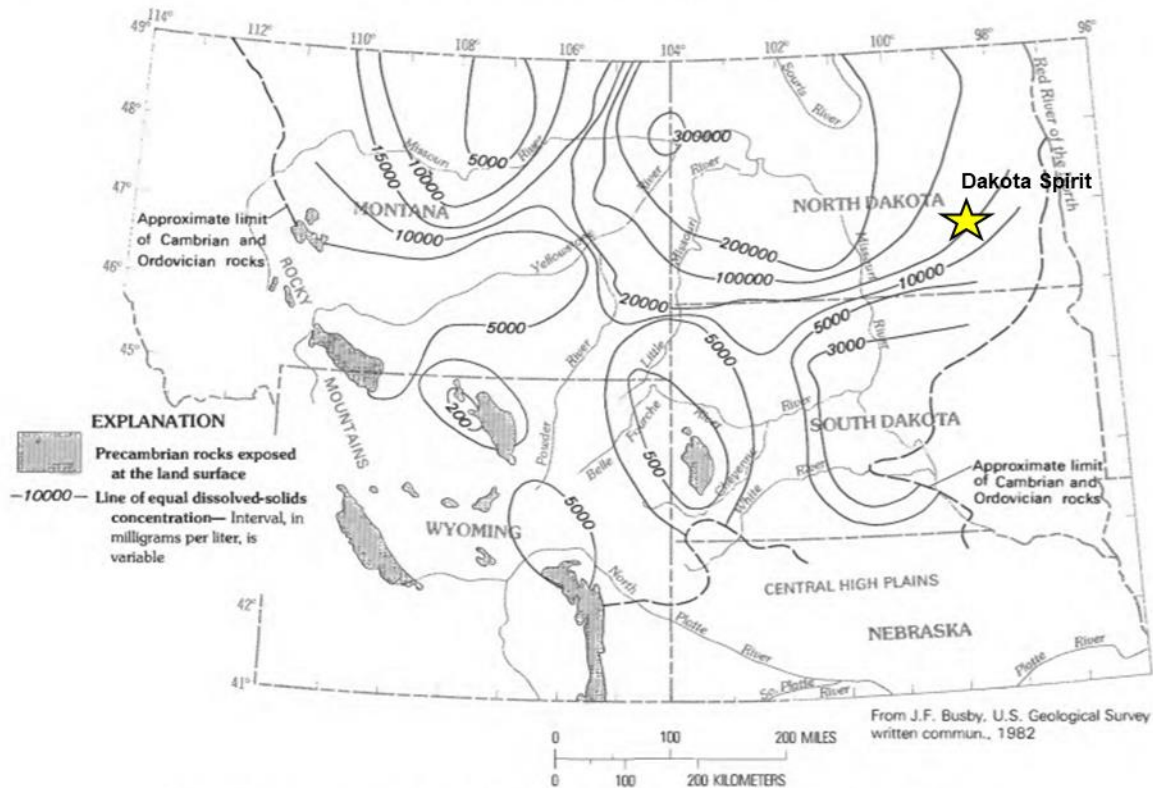 114°
112°
110°
108°
106°
104°
102°
100°
98°
96°
49°
48°
47°
46°
45°
42°
41°
Souris
River
Red River of the North
Missouri
River
15000
10000
5000
300000
Dakota Spirit
NORTH DAKOTA
MONTANA
Approximate limit
of Cambrian and
Ordovician rocks
10000
River
River
Missouri
Missouri
200000
100000
Yellowstone
ROCKY
MOUNTAINS
20000
10000
5000
5000
5000
3000
River
River
Little
200
Powder
River
Belle
Fourche
River
500
Cheyenne
White
River
SOUTH DAKOTA
Approximate limit
of Cambrian and
Ordovician rocks
EXPLANATION
Precambrian rocks exposed
at the land surface
—10000— Line of equal dissolved-solids
concentration— Interval, in
milligrams per liter, is
variable
WYOMING
5000
North
Platte
River
CENTRAL HIGH PLAINS
NEBRASKA
So. Platte
River
Platte
River
From J.F. Busby, U.S. Geological Survey
written commun., 1982
0 100 200 MILES
0 100 200 KILOMETERS